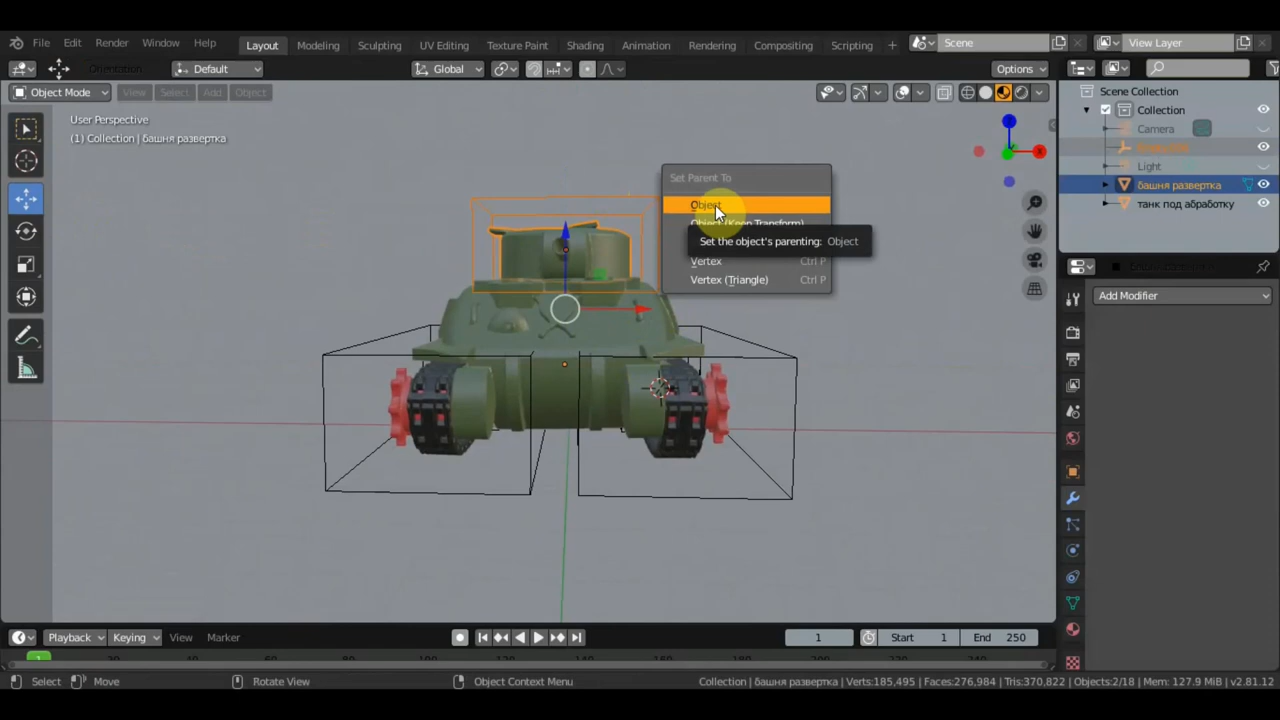 File Edit Render Window Help Layout Modeling Sculpting UV Editing Texture Paint Shading Animation Rendering Compositing Scripting + Scene View Layer
Default Global Options
Object Mode View Select Add Object
Scene Collection
Collection
Camera
Light
башня развертка
танк под абработку
User Perspective
(1) Collection | башня развертка
Z
X
Set Parent To
Object
Object (Keep Transform)
Set the object's parenting: Object
Vertex Ctrl P
Vertex (Triangle) Ctrl P
Add Modifier
Playback Keying View Marker 1 Start 1 End 250
1
Select Move Rotate View Object Context Menu Collection | башня развертка | Verts:185,495 | Faces:276,984 | Tris:370,822 | Objects:2/18 | Mem: 127.9 MiB | v2.81.12